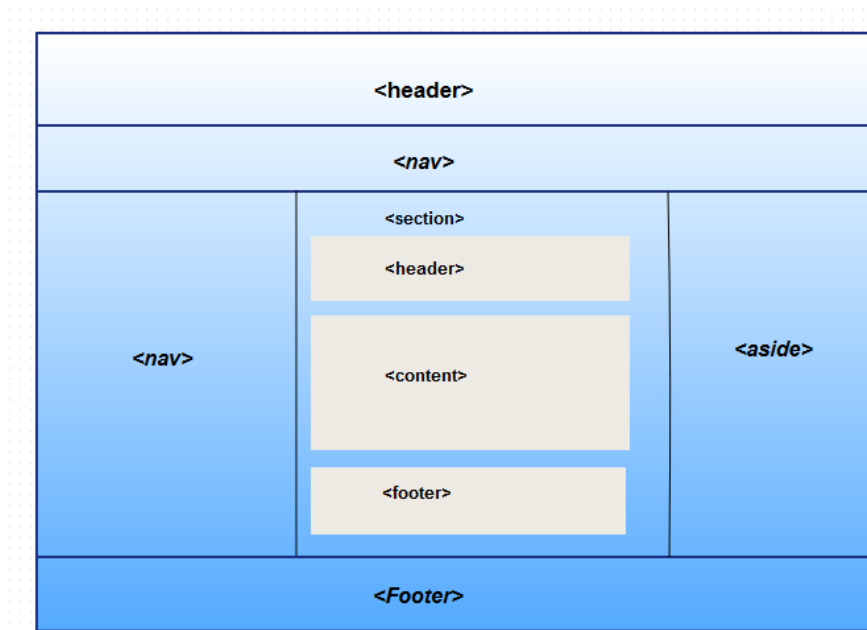 <header>
<nav>
<nav>
<section>
<header>
<content>
<footer>
<aside>
<Footer>